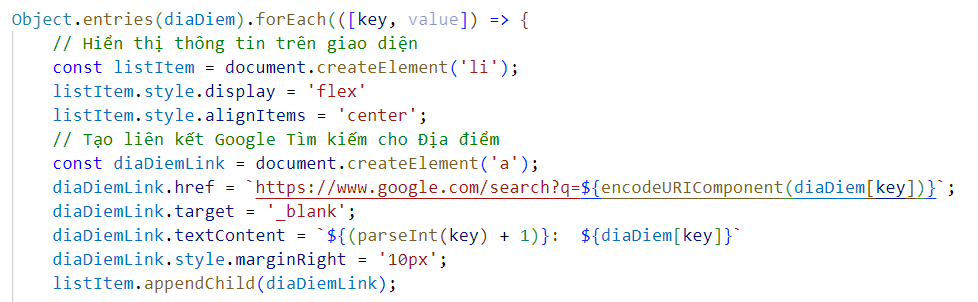 Object.entries(diaDiem).forEach(([key, value]) => {
    // Hiển thị thông tin trên giao diện
    const listItem = document.createElement('li');
    listItem.style.display = 'flex'
    listItem.style.alignItems = 'center';
    // Tạo liên kết Google Tìm kiếm cho Địa điểm
    const diaDiemLink = document.createElement('a');
    diaDiemLink.href = `https://www.google.com/search?q=${encodeURIComponent(diaDiem[key])}`;
    diaDiemLink.target = '_blank';
    diaDiemLink.textContent = `${(parseInt(key) + 1)}:  ${diaDiem[key]}`
    diaDiemLink.style.marginRight = '10px';
    listItem.appendChild(diaDiemLink);